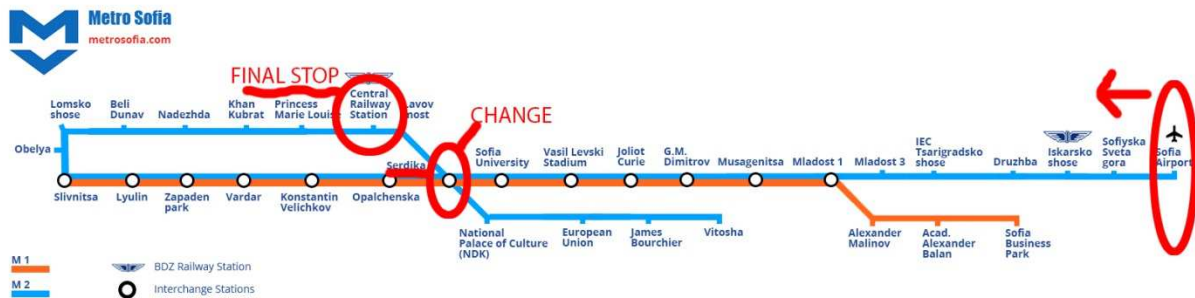 Metro Sofia
metrosofia.com
FINAL STOP
CHANGE
Lomsko
shose
Beli
Dunav
Nadezhda
Khan
Kubrat
Princess
Marie Louise
Central
Railway
Station
Lavov
most
Obelya
Serdika
Sofia
University
Vasil Levski
Stadium
Joliot
Curie
G.M.
Dimitrov
Musagenitsa
Mladost 1
Mladost 3
IEC
Tsarigradsko
shose
Druzhba
Iskarsko
shose
Sofiyska
Sveta
gora
Sofia
Airport
Slivnitsa
Lyulin
Zapaden
park
Vardar
Konstantin
Velichkov
Opalchenska
National
Palace of Culture
(NDK)
European
Union
James
Bourchier
Vitosha
Alexander
Malinov
Acad.
Alexander
Balan
Sofia
Business
Park
M 1
M 2
BDZ Railway Station
Interchange Stations